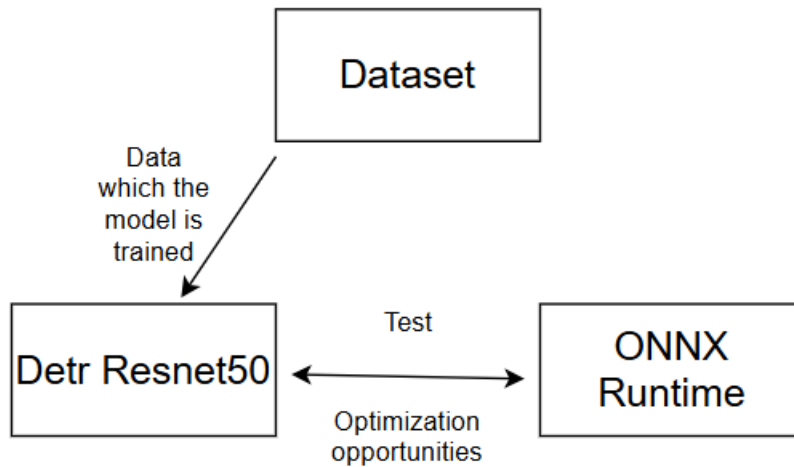 Dataset
Data
which the
model is
trained
Detr Resnet50
Test
Optimization
opportunities
ONNX
Runtime